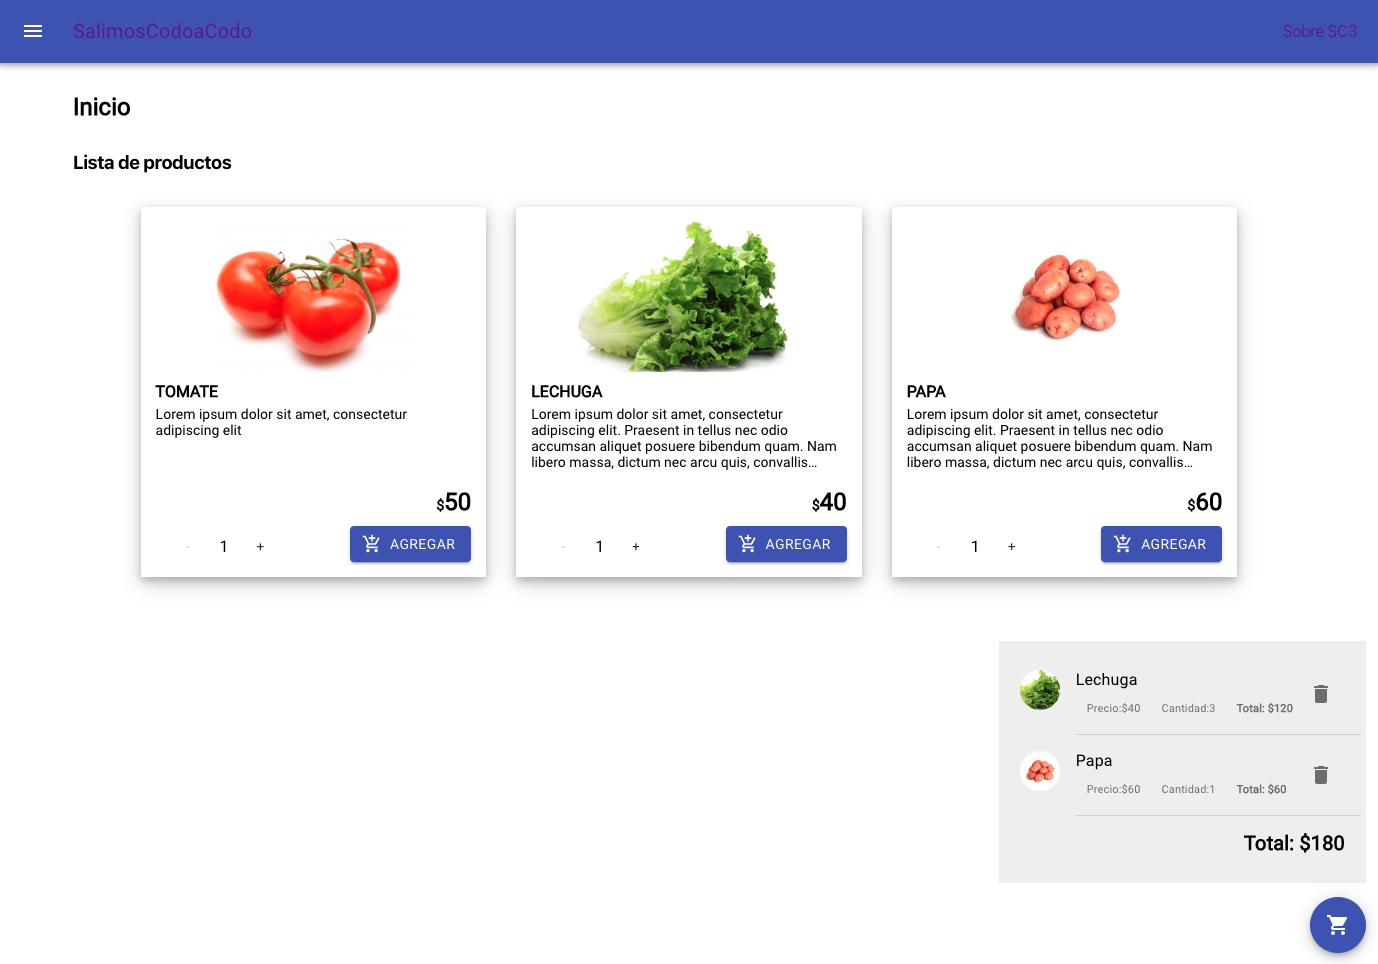 SalimosCodoaCodo
Sobre SC3
Inicio
Lista de productos
TOMATE
Lorem ipsum dolor sit amet, consectetur
adipiscing elit
$50
- 1 +
AGREGAR
LECHUGA
Lorem ipsum dolor sit amet, consectetur
adipiscing elit. Praesent in tellus nec odio
accumsan aliquet posuere bibendum quam. Nam
libero massa, dictum nec arcu quis, convallis...
$40
- 1 +
AGREGAR
PAPA
Lorem ipsum dolor sit amet, consectetur
adipiscing elit. Praesent in tellus nec odio
accumsan aliquet posuere bibendum quam. Nam
libero massa, dictum nec arcu quis, convallis...
$60
- 1 +
AGREGAR
Lechuga
Precio:$40 Cantidad:3 Total: $120
Papa
Precio:$60 Cantidad:1 Total: $60
Total: $180